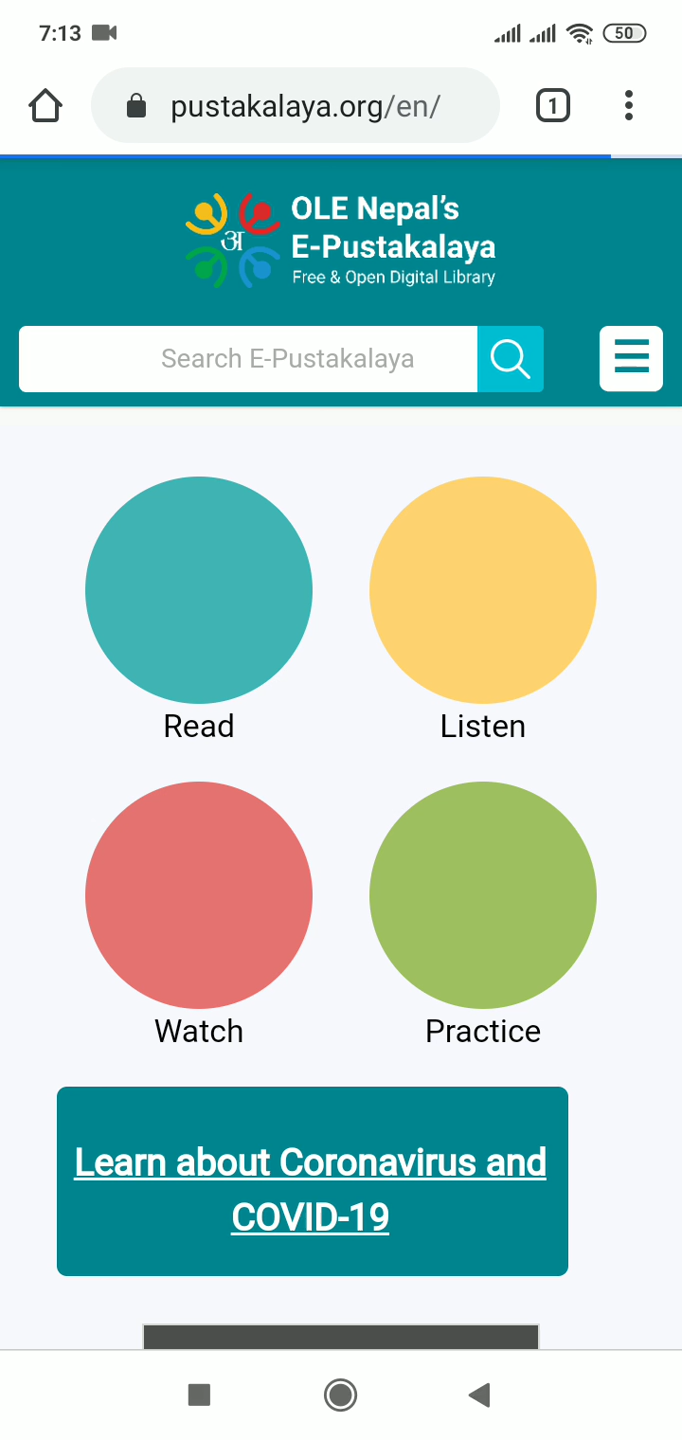 7:13
50
pustakalaya.org/en/
1
OLE Nepal's
अ
E-Pustakalaya
Free & Open Digital Library
Search E-Pustakalaya
Read
Listen
Watch
Practice
Learn about Coronavirus and
COVID-19